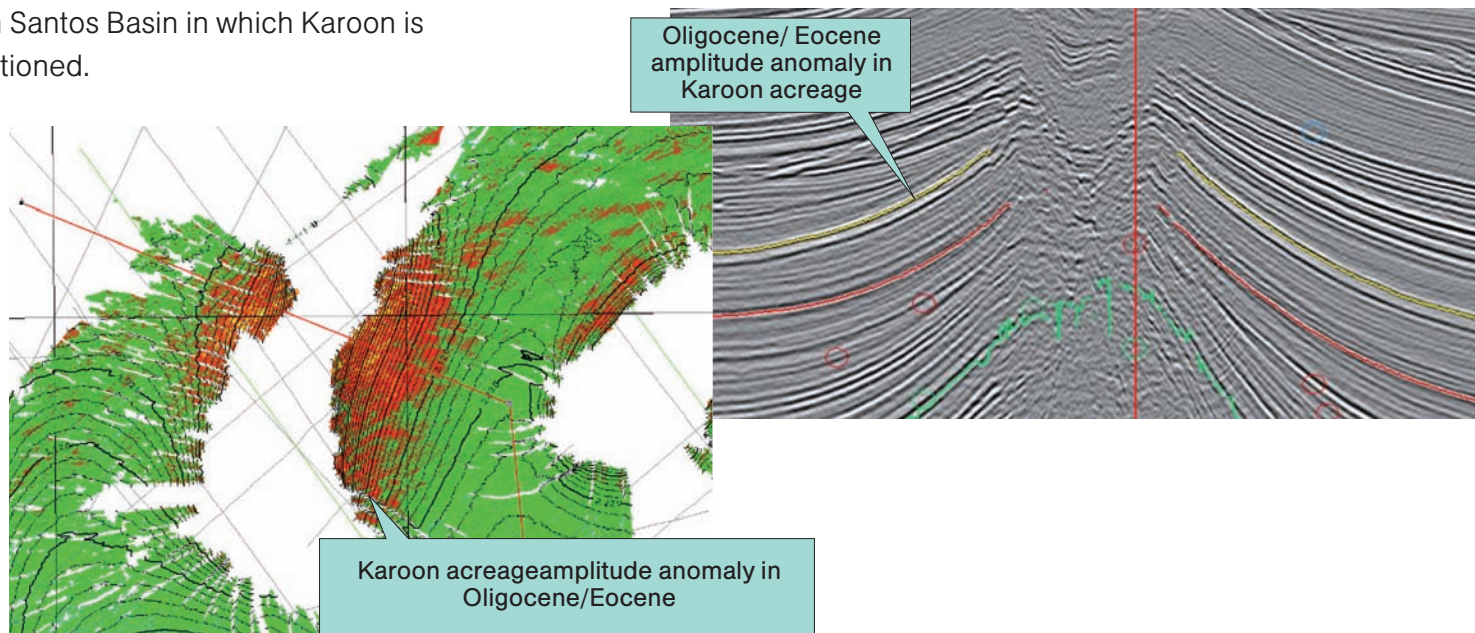 Santos Basin in which Karoon is
tioned.
Oligocene/ Eocene
amplitude anomaly in
Karoon acreage
Karoon acreageamplitude anomaly in
Oligocene/Eocene